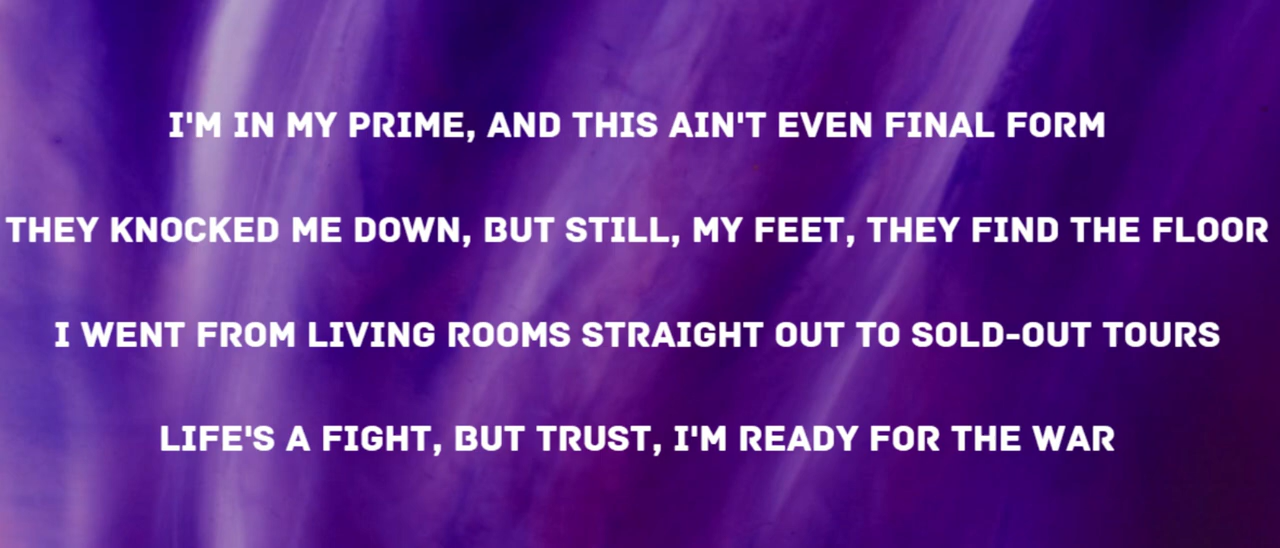 I'M IN MY PRIME, AND THIS AIN'T EVEN FINAL FORM
THEY KNOCKED ME DOWN, BUT STILL, MY FEET, THEY FIND THE FLOOR
I WENT FROM LIVING ROOMS STRAIGHT OUT TO SOLD-OUT TOURS
LIFE'S A FIGHT, BUT TRUST, I'M READY FOR THE WAR